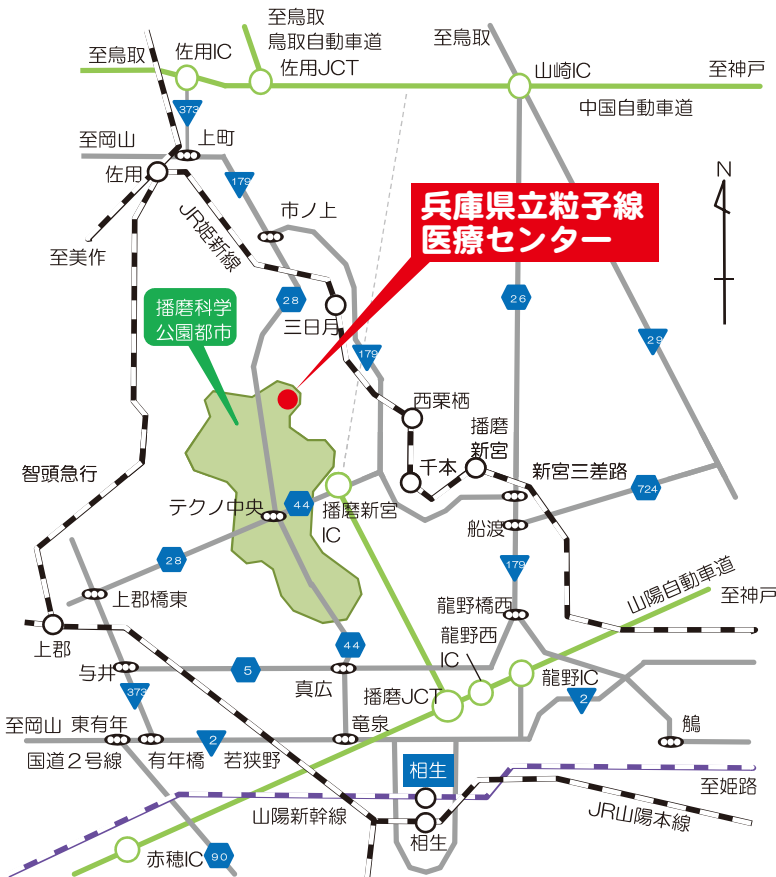 至鳥取
鳥取自動車道
至鳥取
佐用IC
佐用JCT
至鳥取
山崎IC
至神戸
中国自動車道
373
至岡山
上町
佐用
179
N
兵庫県立粒子線
医療センター
市ノ上
JR姫新線
至美作
28
26
播磨科学
公園都市
三日月
29
179
西栗栖
播磨
新宮
智頭急行
千本
新宮三差路
724
テクノ中央
44
播磨新宮
IC
船渡
28
179
山陽自動車道
上郡橋東
龍野橋西
至神戸
上郡
龍野西
IC
44
与井
5
真広
播磨JCT
龍野IC
373
2
至岡山
東有年
2
竜泉
鵤
国道2号線
有年橋
若狭野
相生
至姫路
山陽新幹線
相生
JR山陽本線
赤穂IC
90